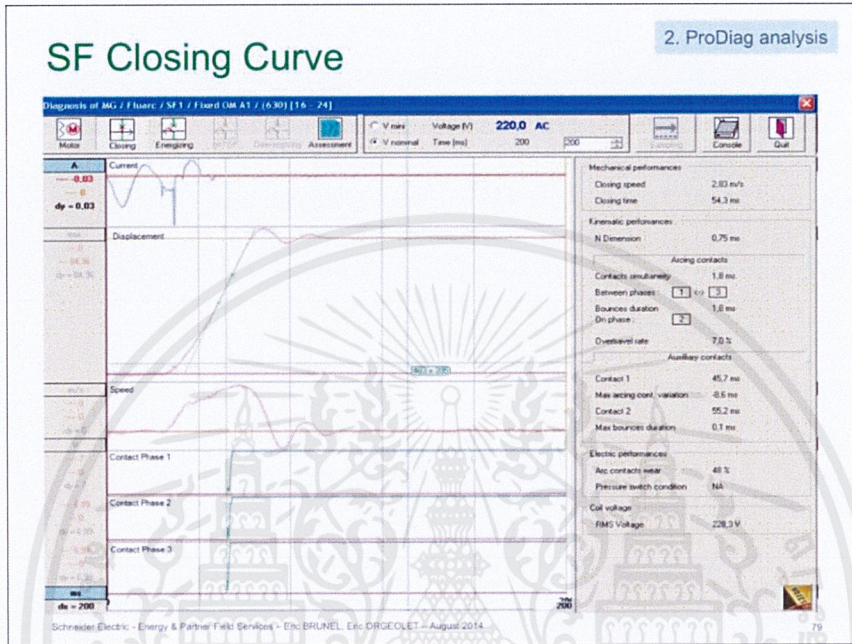 2. ProDiag analysis
SF Closing Curve
Diagnosis of MG / Fluarc / SF1 / Fixed OM A1 / (630) [16 - 24]
Motor
Closing
Energizing
Assessment
V mini
Voltage (V)
220,0 AC
V nominal
Time (ms)
200
200
Console
Quit
A
-0.03
0
dy = 0,03
Current
Displacement
Speed
Contact Phase 1
Contact Phase 2
Contact Phase 3
ms
dx = 200
200
Mechanical performances
Closing speed 2,83 m/s
Closing time 54,3 ms
Kinematic performances
N Dimension 0,75 ms
Arcing contacts
Contacts simultaneity 1,8 ms
Between phases : 1 <-> 3
Bounces duration 1,6 ms
On phase : 2
Overtravel rate 7,0 %
Auxiliary contacts
Contact 1 45,7 ms
Max arcing cont. variation -8,6 ms
Contact 2 55,2 ms
Max bounces duration 0,1 ms
Electric performances
Arc contacts wear 48 %
Pressure switch condition NA
Coil voltage
RMS Voltage 228,3 V
Schneider Electric - Energy & Partner Field Services – Eric BRUNEL, Eric ORGEOLET – August 2014
79